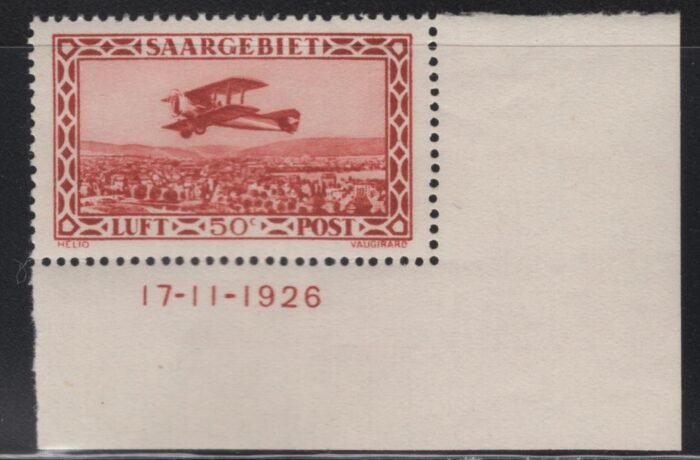 SAARGEBIET
LUFT 50c POST
HELIO VAUGIRARD
17-11-1926